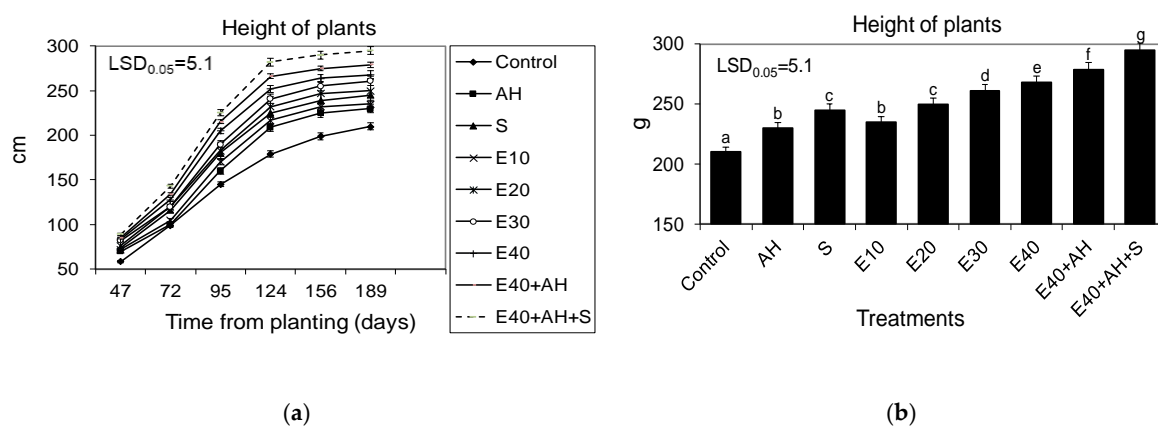 Height of plants
LSD0.05=5.1
300
250
200
150
100
50
cm
47 72 95 124 156 189
Time from planting (days)
Control
AH
S
E10
E20
E30
E40
E40+AH
E40+AH+S
(a)
Height of plants
LSD0.05=5.1
300
250
200
150
g
a b c b c d e f g
Control AH S E10 E20 E30 E40 E40+AH E40+AH+S
Treatments
(b)